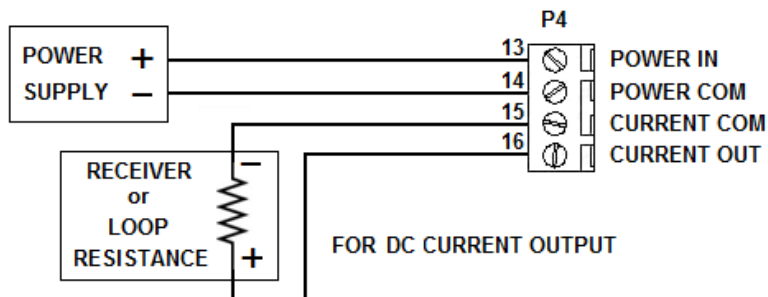 P4
POWER +
SUPPLY −
13 POWER IN
14 POWER COM
15 CURRENT COM
16 CURRENT OUT
RECEIVER −
or
LOOP
RESISTANCE +
FOR DC CURRENT OUTPUT